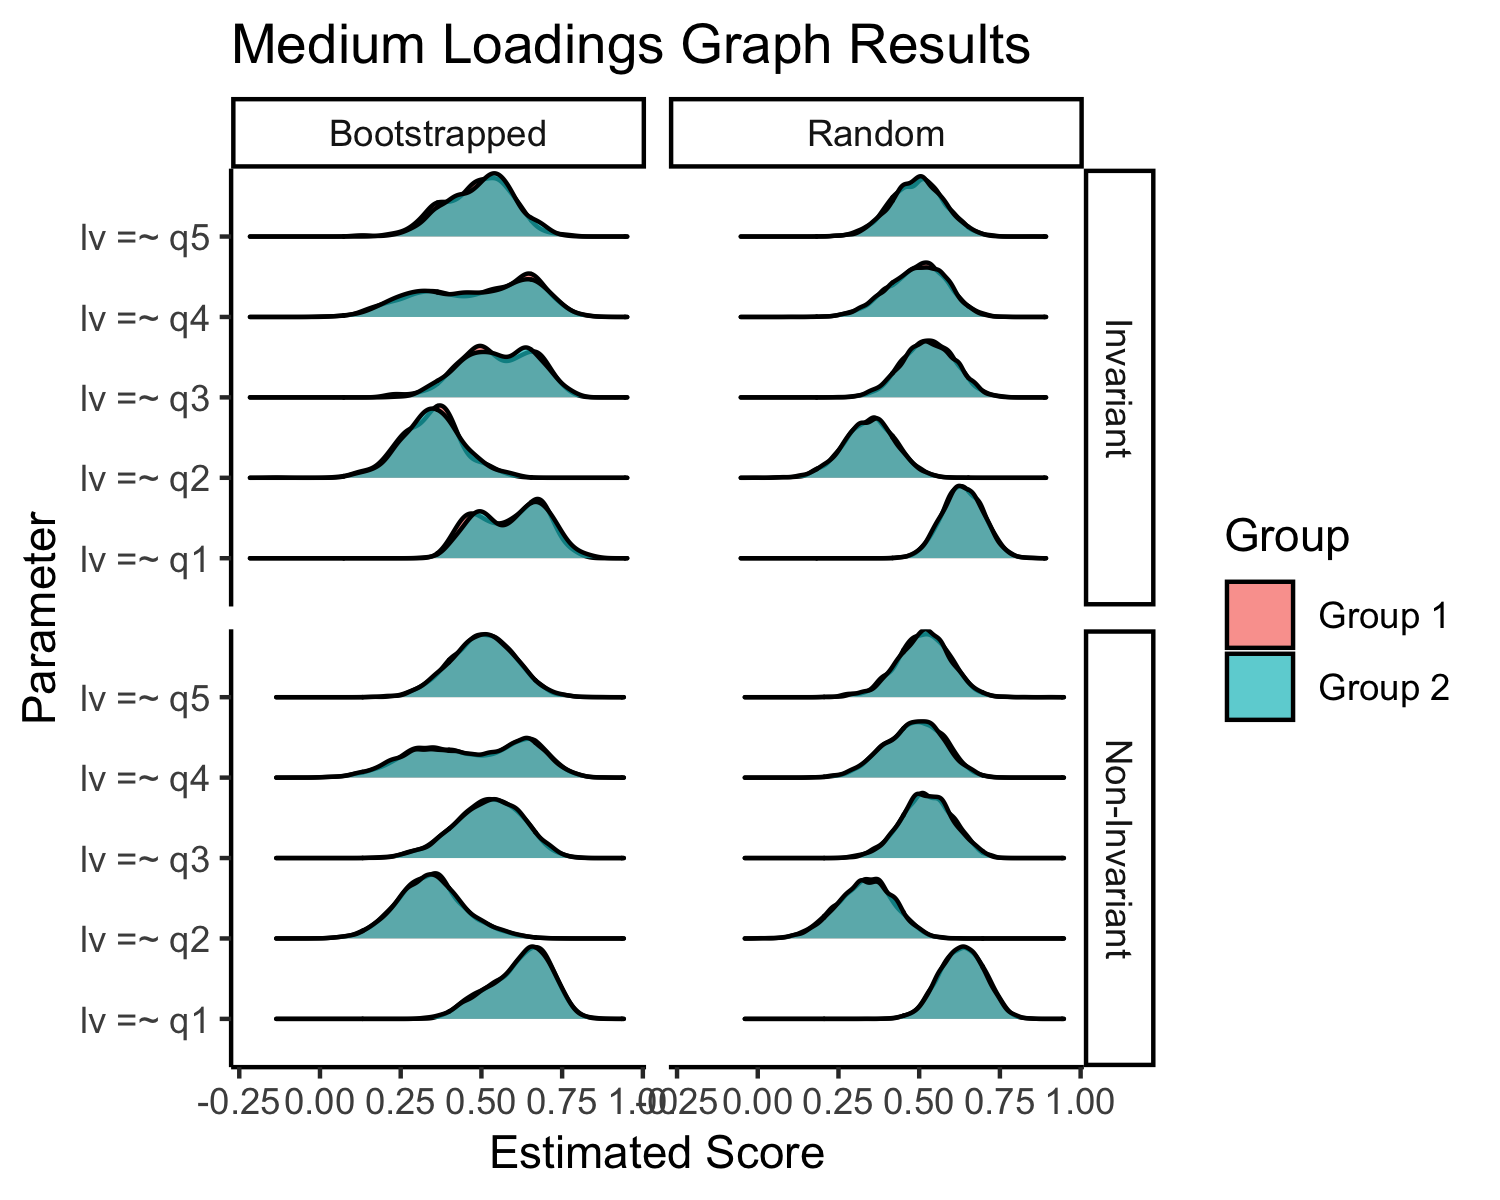 Medium Loadings Graph Results
Bootstrapped
Random
lv =~ q5
lv =~ q4
lv =~ q3
lv =~ q2
lv =~ q1
Invariant
lv =~ q5
lv =~ q4
lv =~ q3
lv =~ q2
lv =~ q1
Non-Invariant
Parameter
-0.25 0.00 0.25 0.50 0.75 1.00
-0.25 0.00 0.25 0.50 0.75 1.00
Estimated Score
Group
Group 1
Group 2